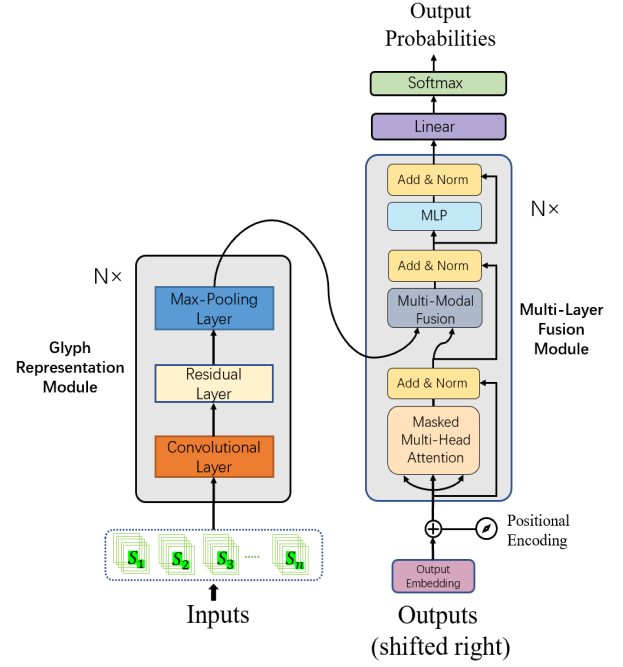 Output
Probabilities
Softmax
Linear
Add & Norm
MLP
N×
Add & Norm
Multi-Modal
Fusion
Multi-Layer
Fusion
Module
Add & Norm
Masked
Multi-Head
Attention
Positional
Encoding
Output
Embedding
Outputs
(shifted right)
N×
Max-Pooling
Layer
Glyph
Representation
Module
Residual
Layer
Convolutional
Layer
S1 S2 S3 ····· Sn
Inputs